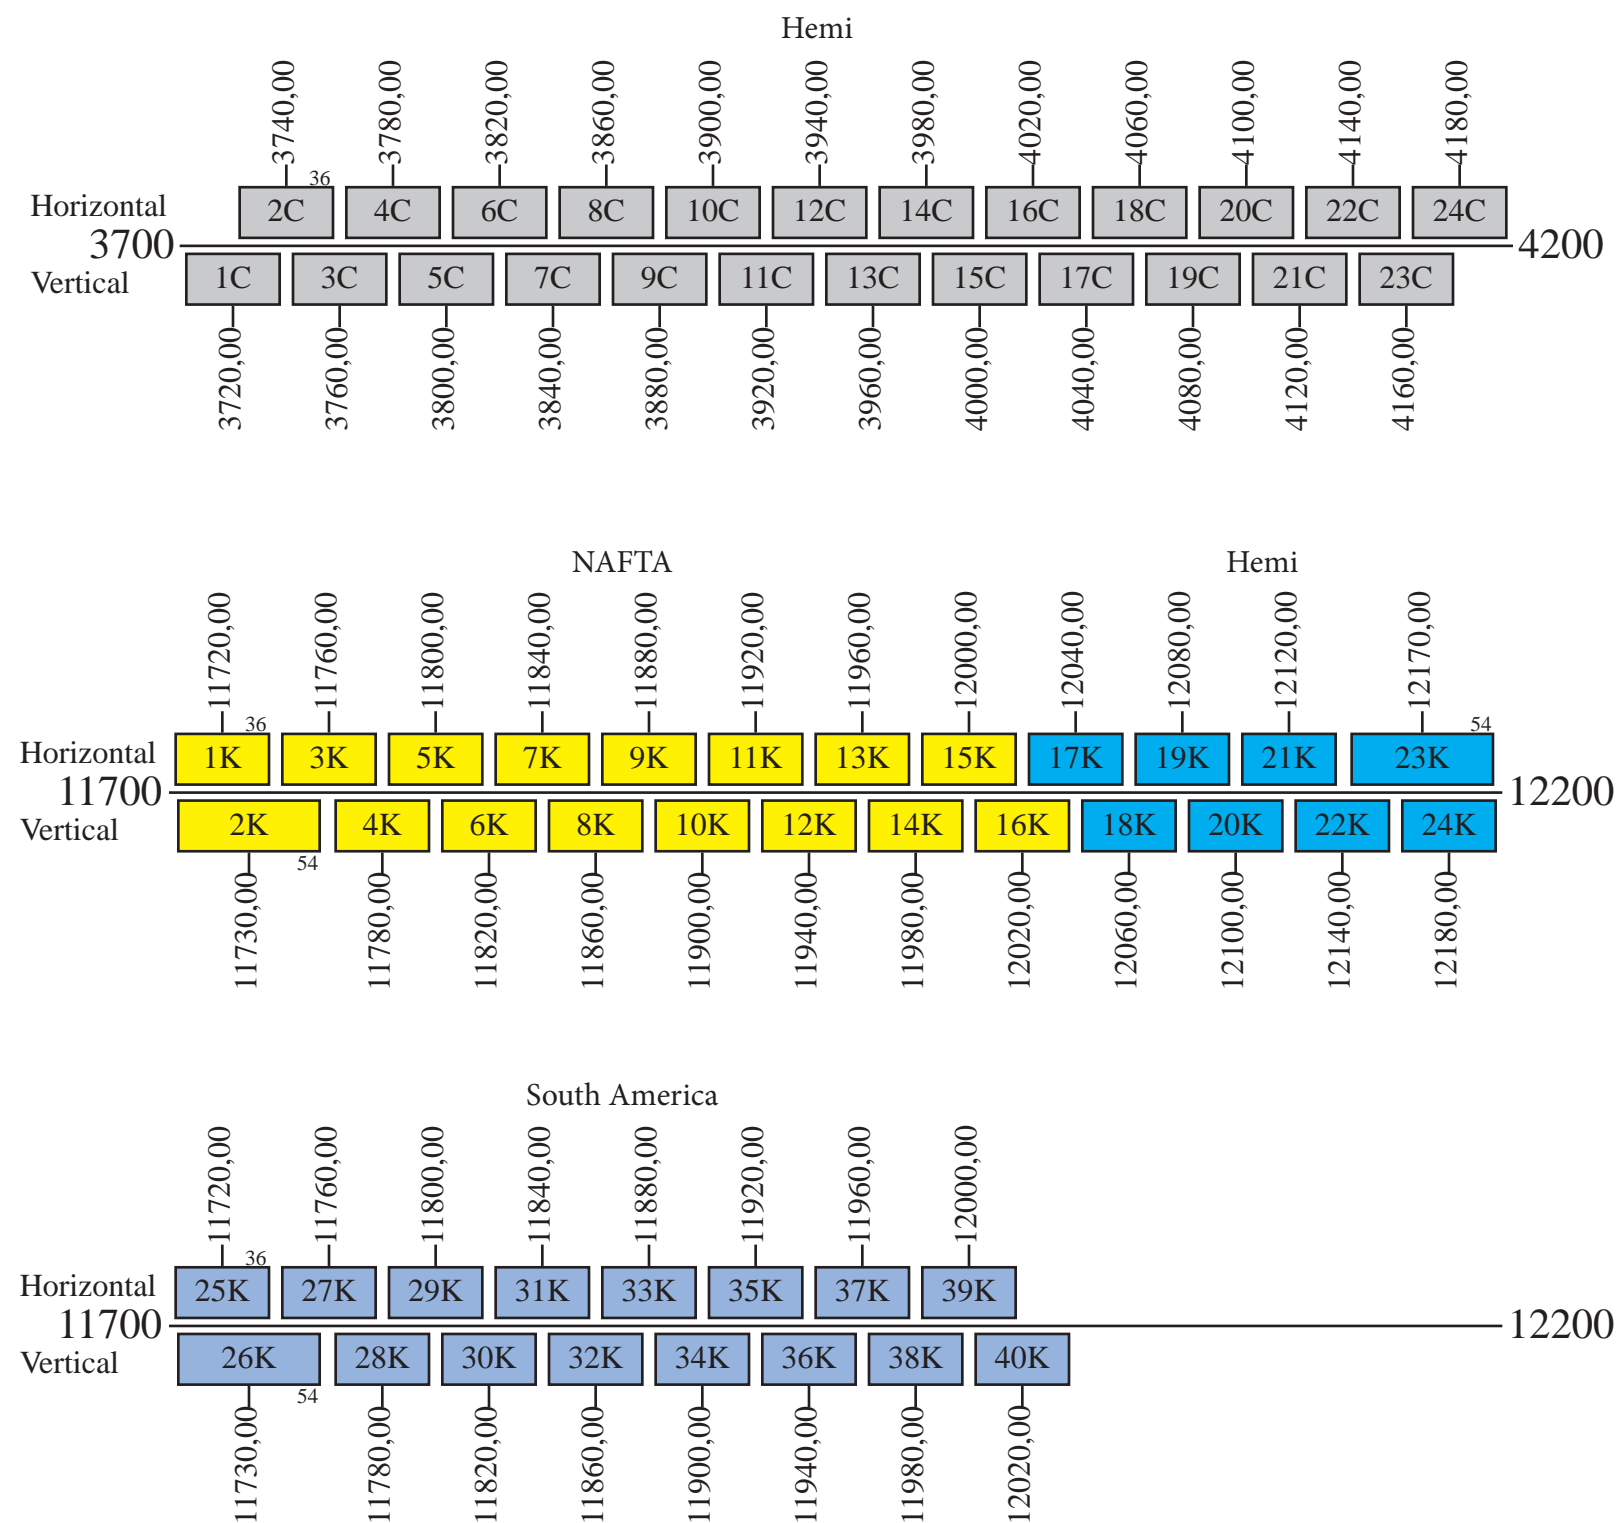 Hemi
3740,00 3780,00 3820,00 3860,00 3900,00 3940,00 3980,00 4020,00 4060,00 4100,00 4140,00 4180,00
36
Horizontal 2C 4C 6C 8C 10C 12C 14C 16C 18C 20C 22C 24C
3700 4200
Vertical 1C 3C 5C 7C 9C 11C 13C 15C 17C 19C 21C 23C
3720,00 3760,00 3800,00 3840,00 3880,00 3920,00 3960,00 4000,00 4040,00 4080,00 4120,00 4160,00
NAFTA Hemi
11720,00 11760,00 11800,00 11840,00 11880,00 11920,00 11960,00 12000,00 12040,00 12080,00 12120,00 12170,00
36 54
Horizontal 1K 3K 5K 7K 9K 11K 13K 15K 17K 19K 21K 23K
11700 12200
Vertical 2K 4K 6K 8K 10K 12K 14K 16K 18K 20K 22K 24K
54
11730,00 11780,00 11820,00 11860,00 11900,00 11940,00 11980,00 12020,00 12060,00 12100,00 12140,00 12180,00
South America
11720,00 11760,00 11800,00 11840,00 11880,00 11920,00 11960,00 12000,00
36
Horizontal 25K 27K 29K 31K 33K 35K 37K 39K
11700 12200
Vertical 26K 28K 30K 32K 34K 36K 38K 40K
54
11730,00 11780,00 11820,00 11860,00 11900,00 11940,00 11980,00 12020,00